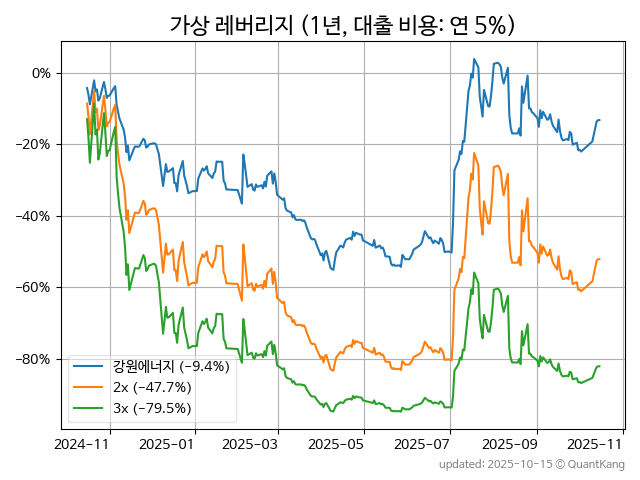 가상 레버리지 (1년, 대출 비용: 연 5%)
0%
−20%
−40%
−60%
−80%
강원에너지 (-9.4%)
2x (-47.7%)
3x (-79.5%)
2024-11 2025-01 2025-03 2025-05 2025-07 2025-09 2025-11
updated: 2025-10-15 © QuantKang